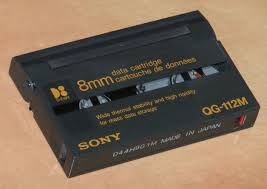 8mm data cartridge
cartouche de données
Wide thermal stability and high rigidity
for mass data storage
QG-112M
SONY
MADE IN JAPAN